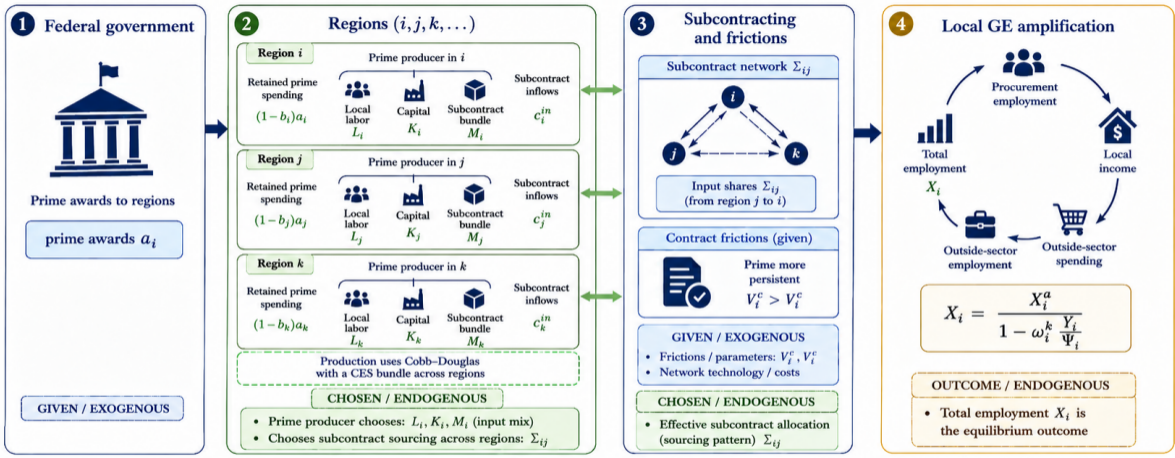 1 Federal government
Prime awards to regions
prime awards a_i
GIVEN / EXOGENOUS
2 Regions (i, j, k, . . .)
Region i
Retained prime
spending
(1−b_i)a_i
Prime producer in i
Local
labor
L_i
Capital
K_i
Subcontract
bundle
M_i
Subcontract
inflows
c_i^{in}
Region j
Retained prime
spending
(1−b_j)a_j
Prime producer in j
Local
labor
L_j
Capital
K_j
Subcontract
bundle
M_j
Subcontract
inflows
c_j^{in}
Region k
Retained prime
spending
(1−b_k)a_k
Prime producer in k
Local
labor
L_k
Capital
K_k
Subcontract
bundle
M_k
Subcontract
inflows
c_k^{in}
Production uses Cobb–Douglas
with a CES bundle across regions
CHOSEN / ENDOGENOUS
• Prime producer chooses: L_i, K_i, M_i (input mix)
• Chooses subcontract sourcing across regions: Σ_{ij}
3 Subcontracting
and frictions
Subcontract network Σ_{ij}
i
j
k
Input shares Σ_{ij}
(from region j to i)
Contract frictions (given)
Prime more
persistent
V_i^c > V_i^c
GIVEN / EXOGENOUS
• Frictions / parameters: V_i^c , V_i^c
• Network technology / costs
CHOSEN / ENDOGENOUS
• Effective subcontract allocation
(sourcing pattern) Σ_{ij}
4 Local GE amplification
Procurement
employment
Local
income
Outside-sector
spending
Outside-sector
employment
Total
employment
X_i
X_i = X_i^a / (1 − ω_i^k Y_i / Ψ_i)
OUTCOME / ENDOGENOUS
• Total employment X_i is
the equilibrium outcome